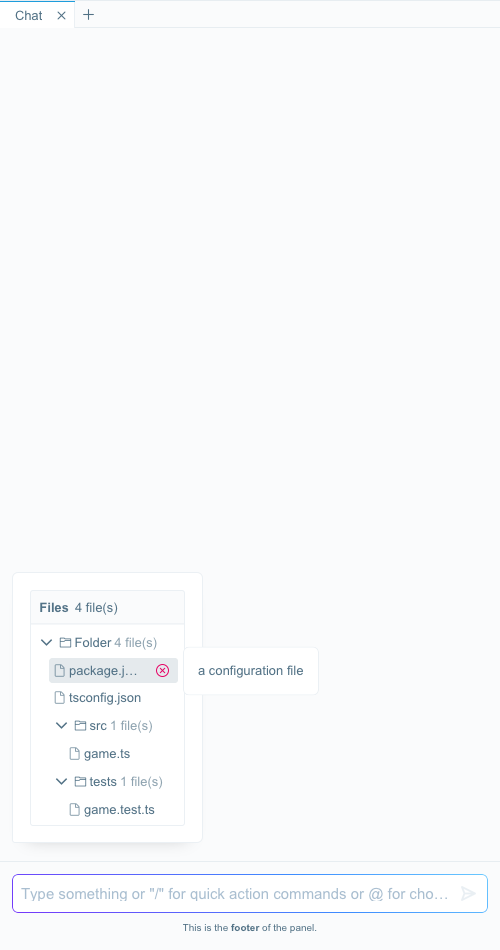 Chat
Files 4 file(s)
Folder 4 file(s)
package.j...
a configuration file
tsconfig.json
src 1 file(s)
game.ts
tests 1 file(s)
game.test.ts
Type something or "/" for quick action commands or @ for cho...
This is the footer of the panel.